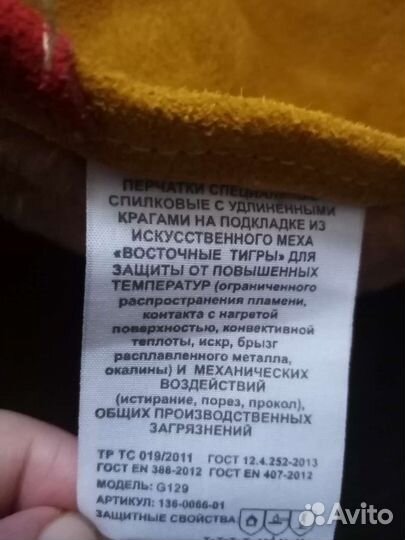 ПЕРЧАТКИ СПЕЦИАЛЬНЫЕ
СПИЛКОВЫЕ С УДЛИНЕННЫМИ
КРАГАМИ НА ПОДКЛАДКЕ ИЗ
ИСКУССТВЕННОГО МЕХА
«ВОСТОЧНЫЕ ТИГРЫ» ДЛЯ
ЗАЩИТЫ ОТ ПОВЫШЕННЫХ
ТЕМПЕРАТУР (ограниченного
распространения пламени,
контакта с нагретой
поверхностью, конвективной
теплоты, искр, брызг
расплавленного металла,
окалины) И МЕХАНИЧЕСКИХ
ВОЗДЕЙСТВИЙ
(истирание, порез, прокол),
ОБЩИХ ПРОИЗВОДСТВЕННЫХ
ЗАГРЯЗНЕНИЙ
ТР ТС 019/2011 ГОСТ 12.4.252-2013
ГОСТ EN 388-2012 ГОСТ EN 407-2012
МОДЕЛЬ: G129
АРТИКУЛ: 136-0066-01
ЗАЩИТНЫЕ СВОЙСТВА:
Avito